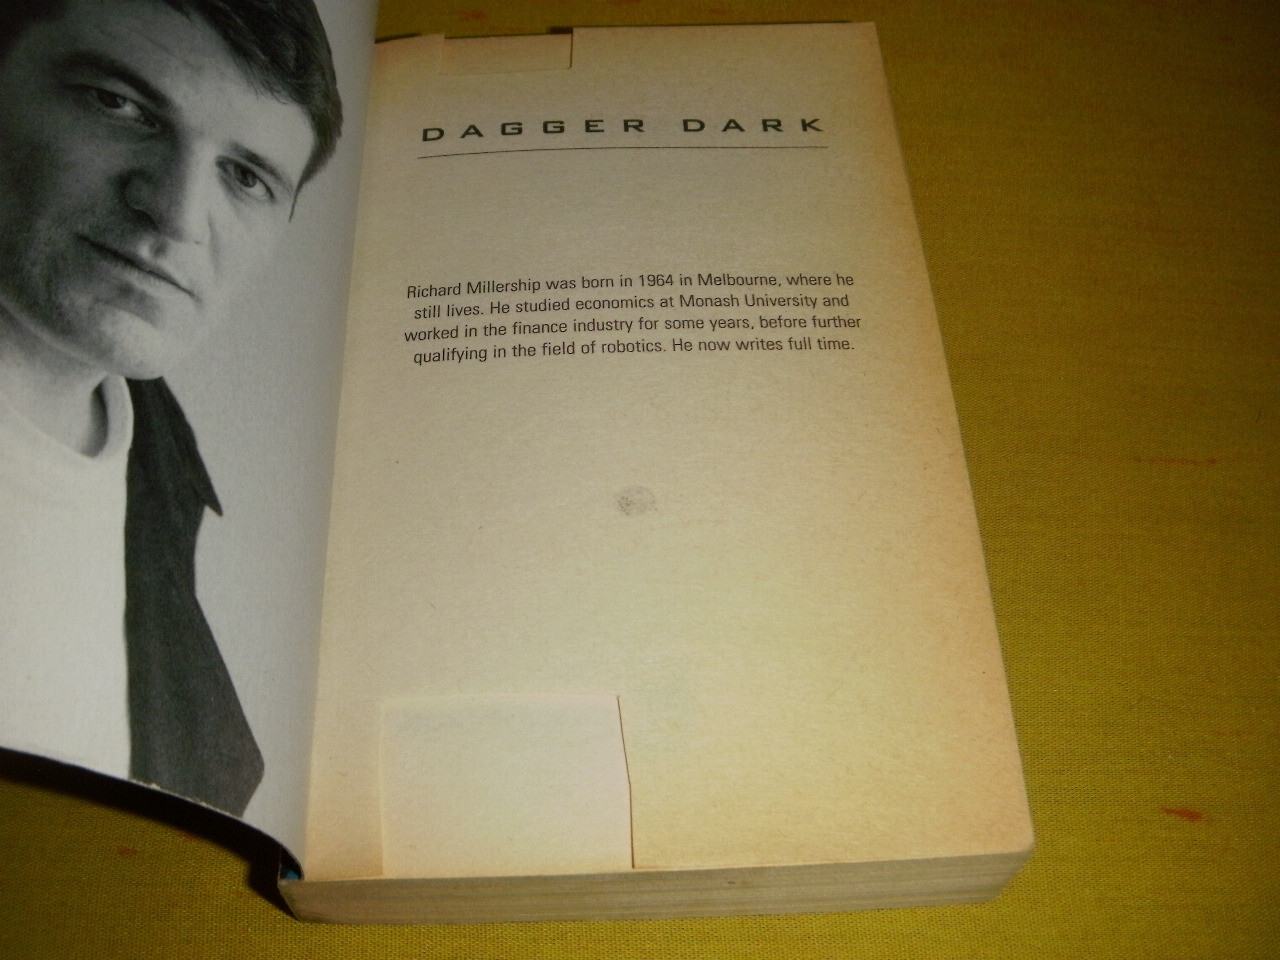 DAGGER DARK
Richard Millership was born in 1964 in Melbourne, where he
still lives. He studied economics at Monash University and
worked in the finance industry for some years, before further
qualifying in the field of robotics. He now writes full time.